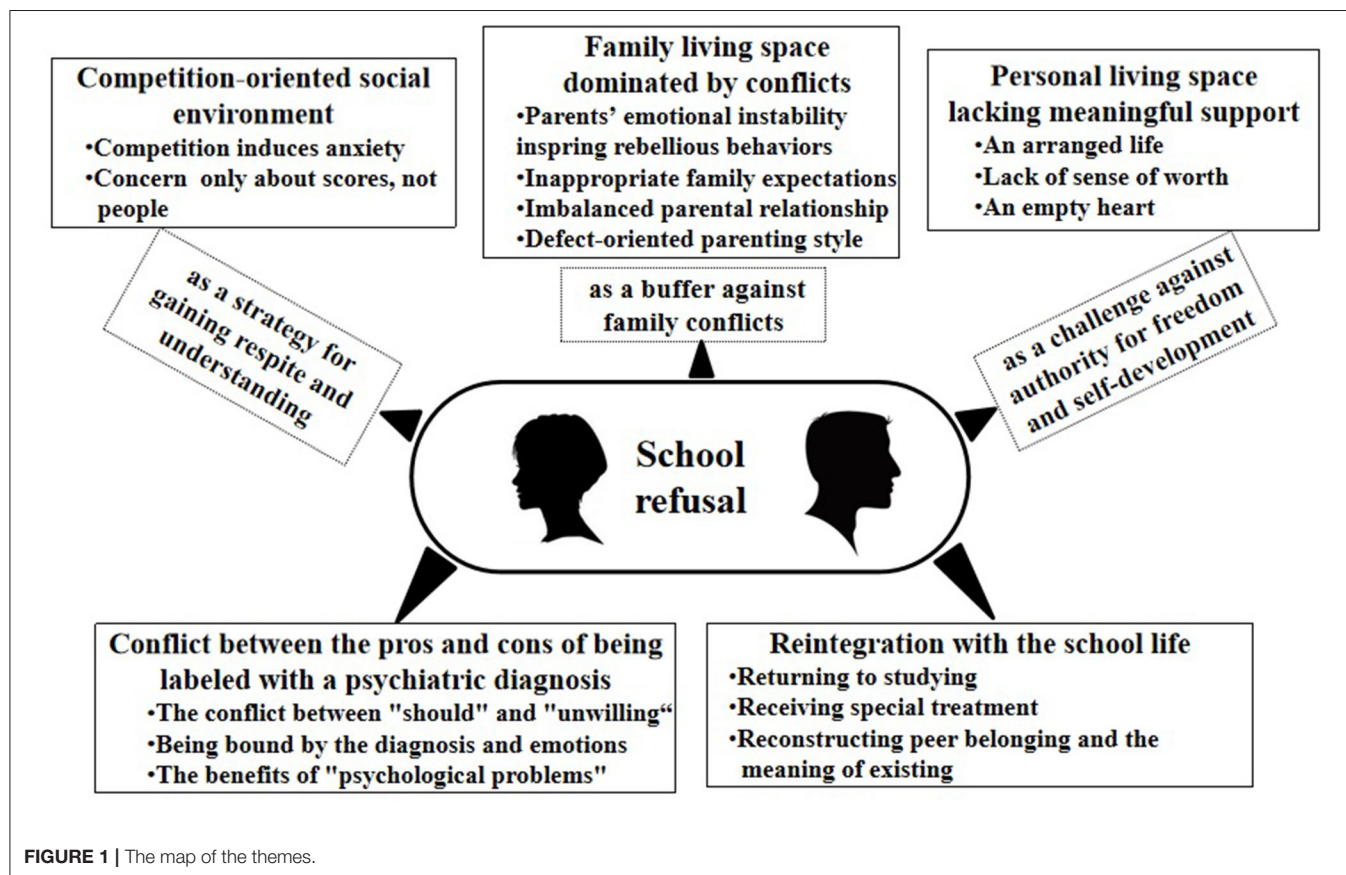 Competition-oriented social
environment
•Competition induces anxiety
•Concern only about scores, not
people
Family living space
dominated by conflicts
•Parents' emotional instability
inspring rebellious behaviors
•Inappropriate family expectations
•Imbalanced parental relationship
•Defect-oriented parenting style
Personal living space
lacking meaningful support
•An arranged life
•Lack of sense of worth
•An empty heart
as a strategy for
gaining respite and
understanding
as a buffer against
family conflicts
as a challenge against
authority for freedom
and self-development
School
refusal
Conflict between the pros and cons of being
labeled with a psychiatric diagnosis
•The conflict between "should" and "unwilling“
•Being bound by the diagnosis and emotions
•The benefits of "psychological problems"
Reintegration with the school life
•Returning to studying
•Receiving special treatment
•Reconstructing peer belonging and the
meaning of existing
FIGURE 1 | The map of the themes.